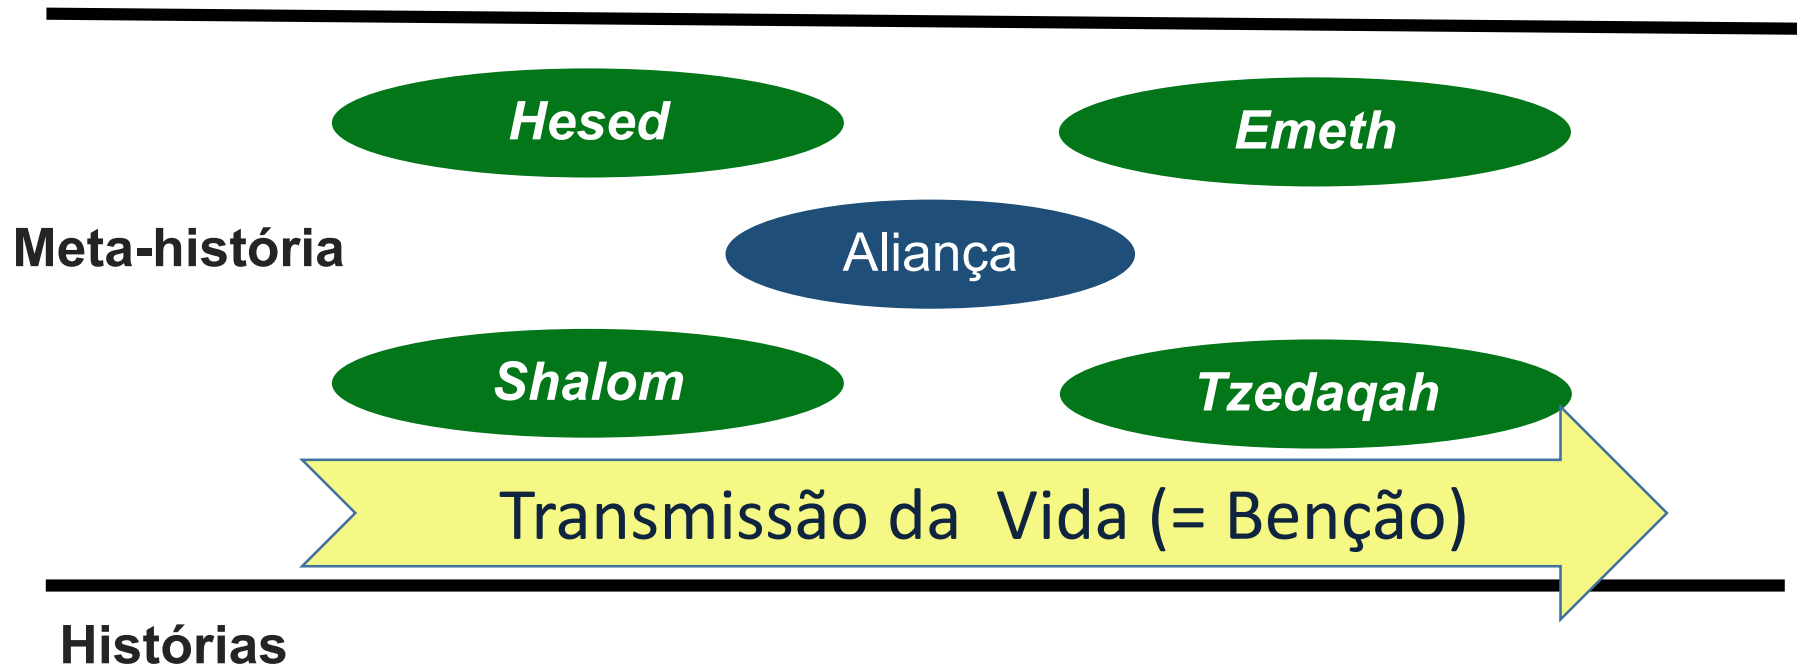 Hesed
Emeth
Meta-história
Aliança
Shalom
Tzedaqah
Transmissão da  Vida (= Benção)
Histórias